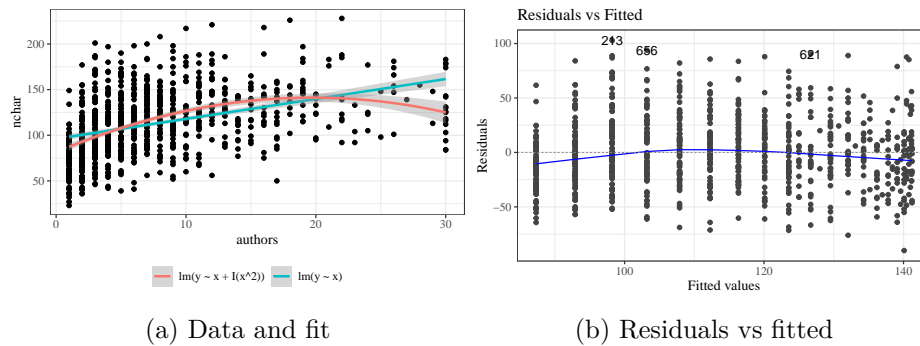 Residuals vs Fitted
200
150
100
50
nchar
0
10
20
30
authors
lm(y ~ x + I(x^2))
lm(y ~ x)
(a) Data and fit
100
50
0
−50
Residuals
213
656
621
100
120
140
Fitted values
(b) Residuals vs fitted